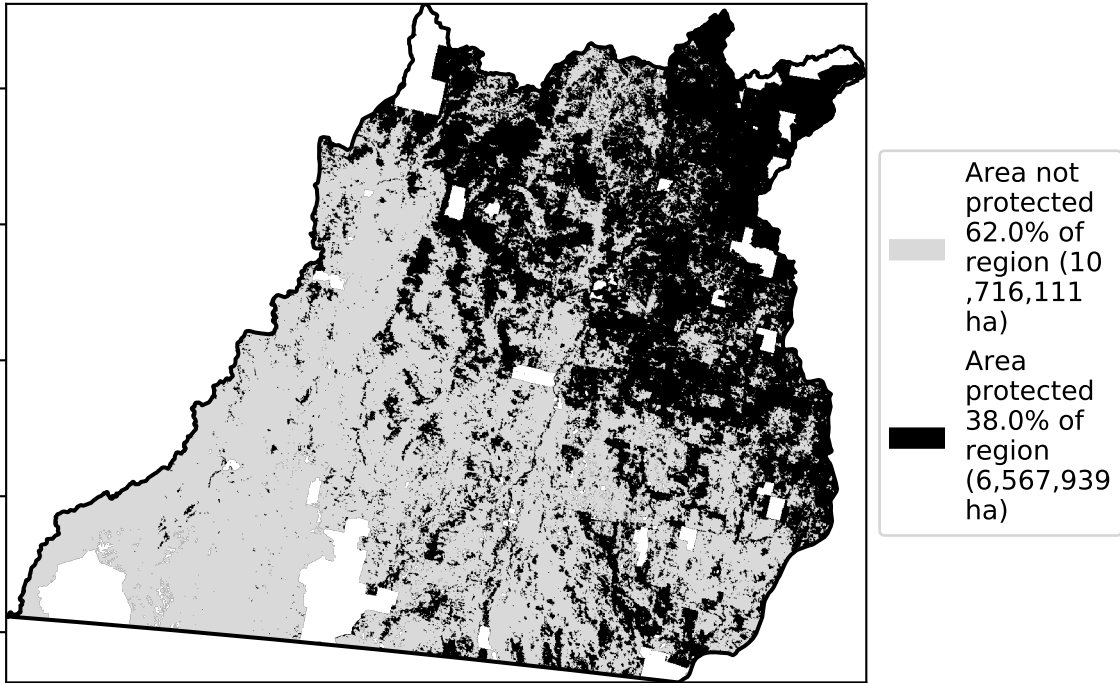 Area not
protected
62.0% of
region (10
,716,111
ha)
Area
protected
38.0% of
region
(6,567,939
ha)